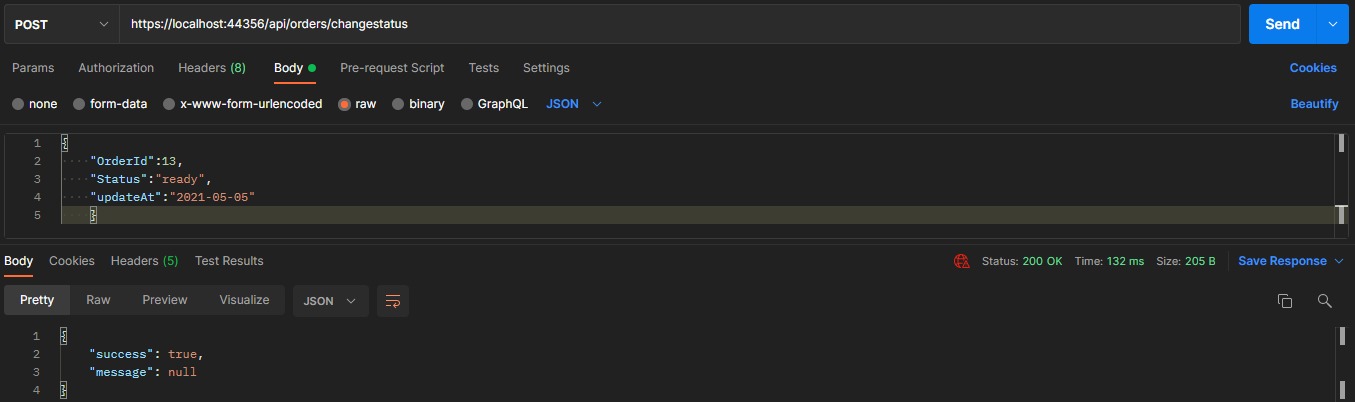 POST https://localhost:44356/api/orders/changestatus Send
Params Authorization Headers (8) Body Pre-request Script Tests Settings Cookies
none form-data x-www-form-urlencoded raw binary GraphQL JSON Beautify
1 {
2 "OrderId":13,
3 "Status":"ready",
4 "updateAt":"2021-05-05"
5 }
Body Cookies Headers (5) Test Results Status: 200 OK Time: 132 ms Size: 205 B Save Response
Pretty Raw Preview Visualize JSON
1 {
2 "success": true,
3 "message": null
4 }